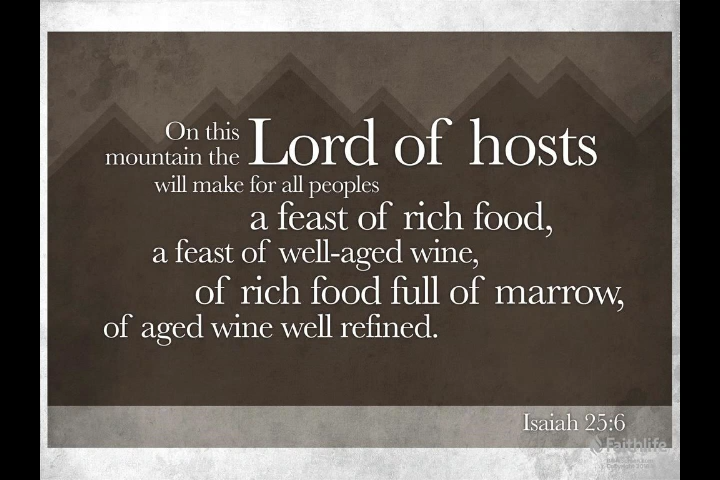 On this
mountain the Lord of hosts
will make for all peoples
a feast of rich food,
a feast of well-aged wine,
of rich food full of marrow,
of aged wine well refined.
Isaiah 25:6
Faithlife